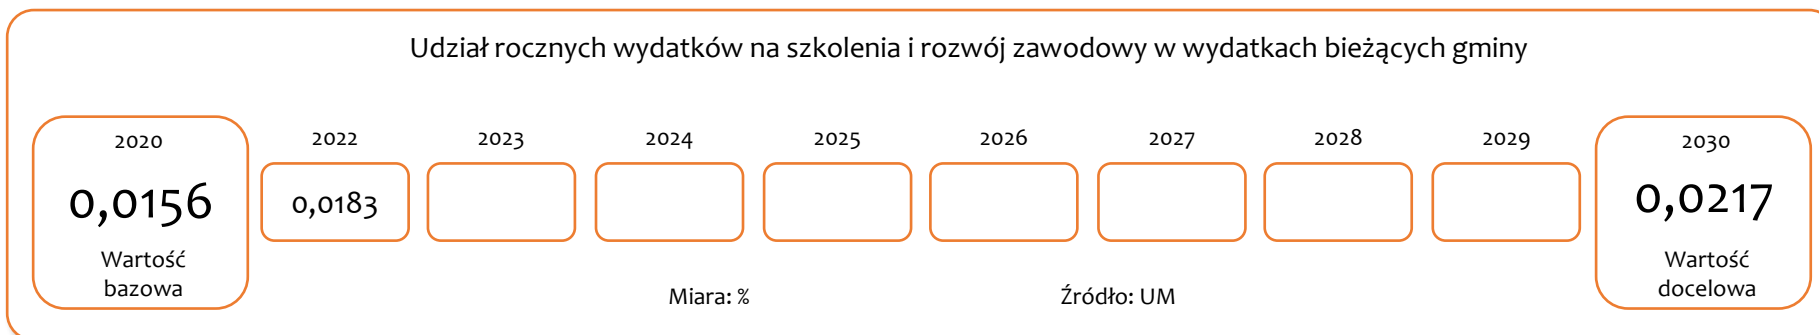 Udział rocznych wydatków na szkolenia i rozwój zawodowy w wydatkach bieżących gminy
2020
0,0156
Wartość
bazowa
2022
0,0183
2023
2024
2025
2026
2027
2028
2029
2030
0,0217
Wartość
docelowa
Miara: %
Źródło: UM